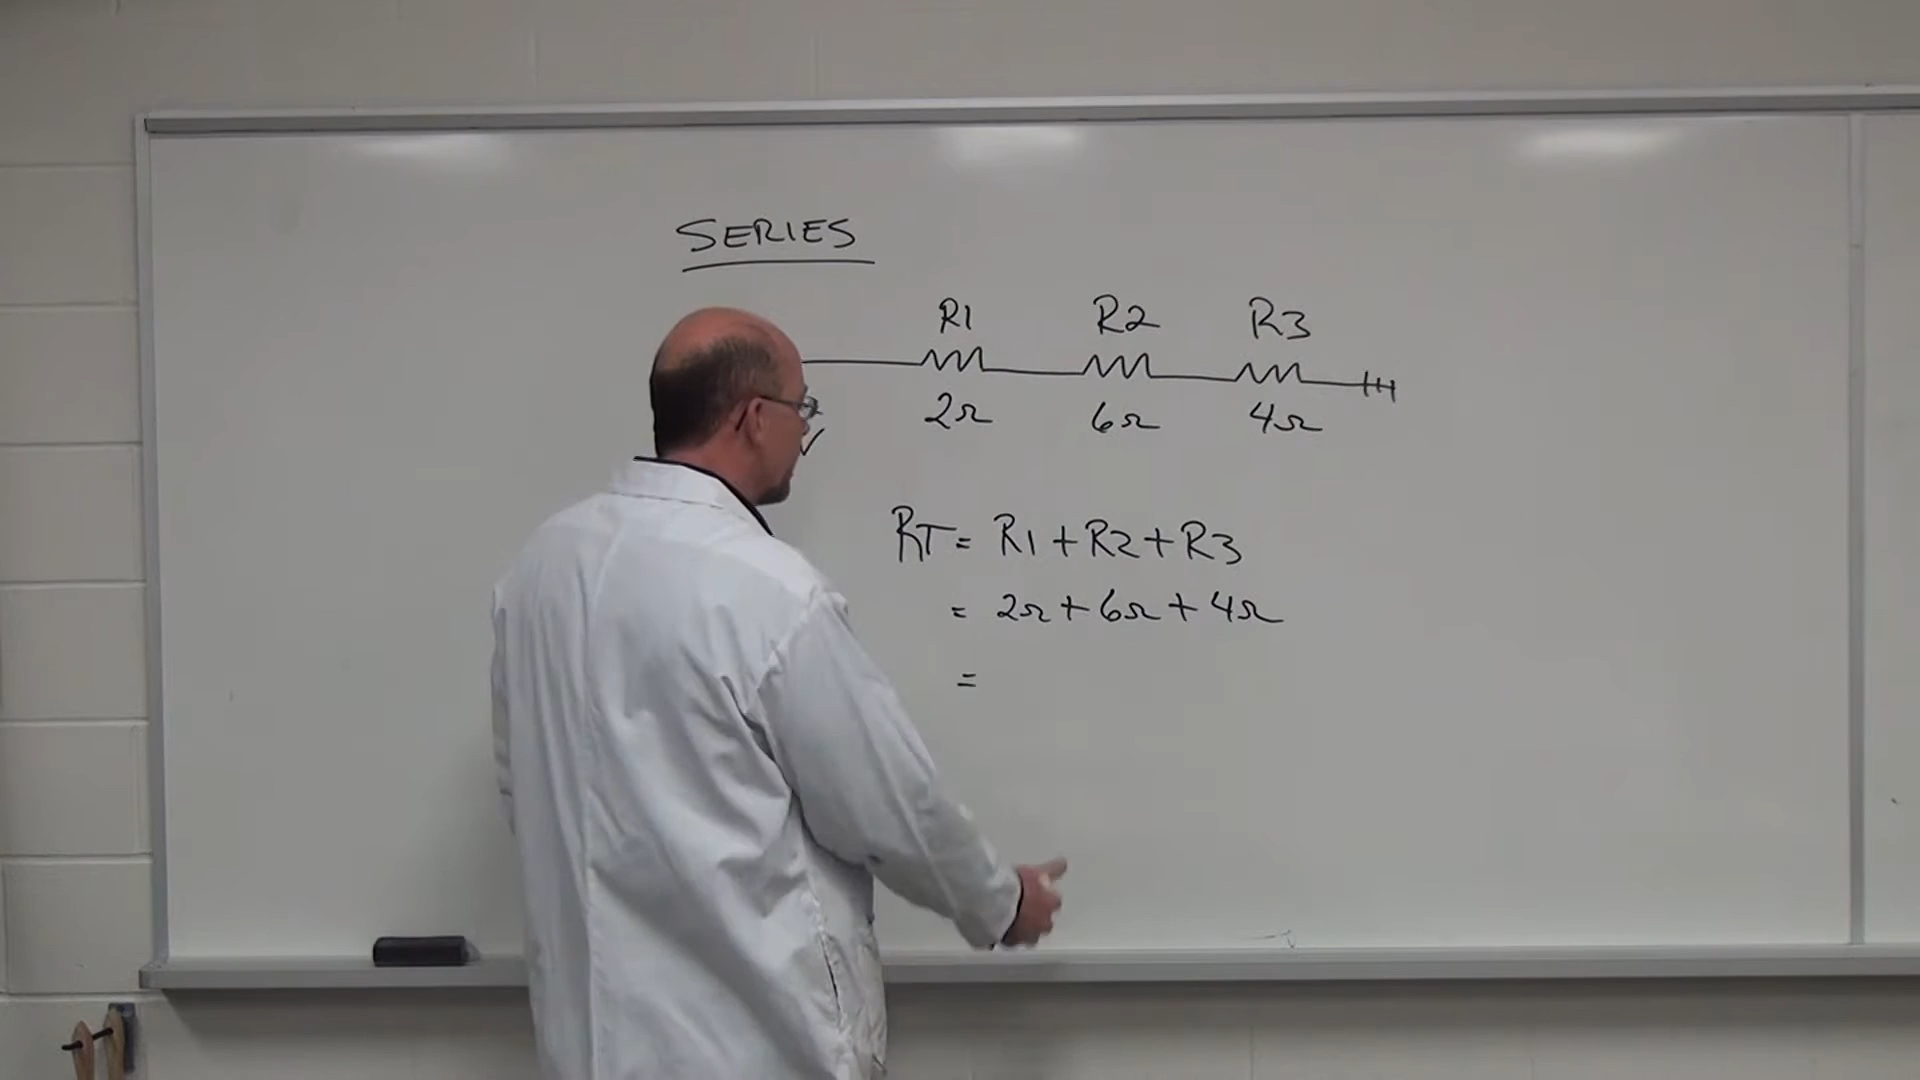 SERIES
R1 R2 R3
2Ω 6Ω 4Ω
V
RT = R1 + R2 + R3
= 2Ω + 6Ω + 4Ω
=